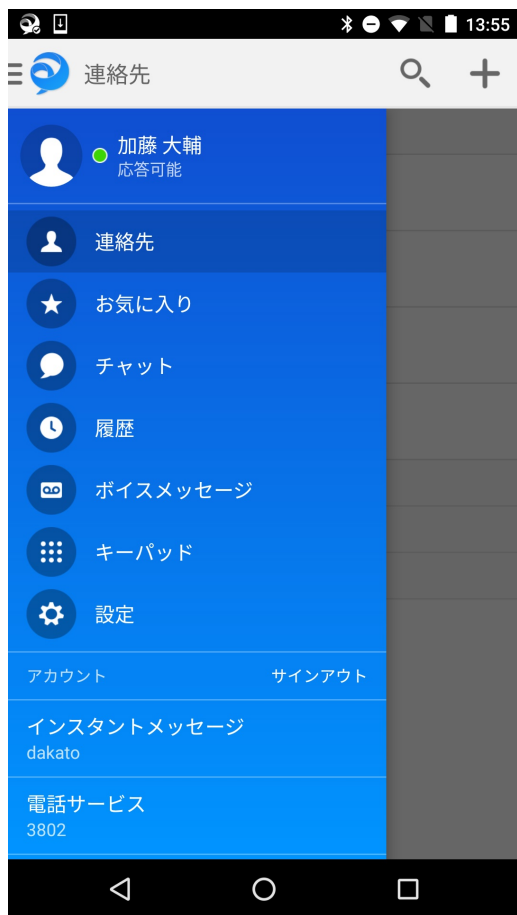 13:55
連絡先
加藤 大輔
応答可能
連絡先
お気に入り
チャット
履歴
ボイスメッセージ
キーパッド
設定
アカウント サインアウト
インスタントメッセージ
dakato
電話サービス
3802